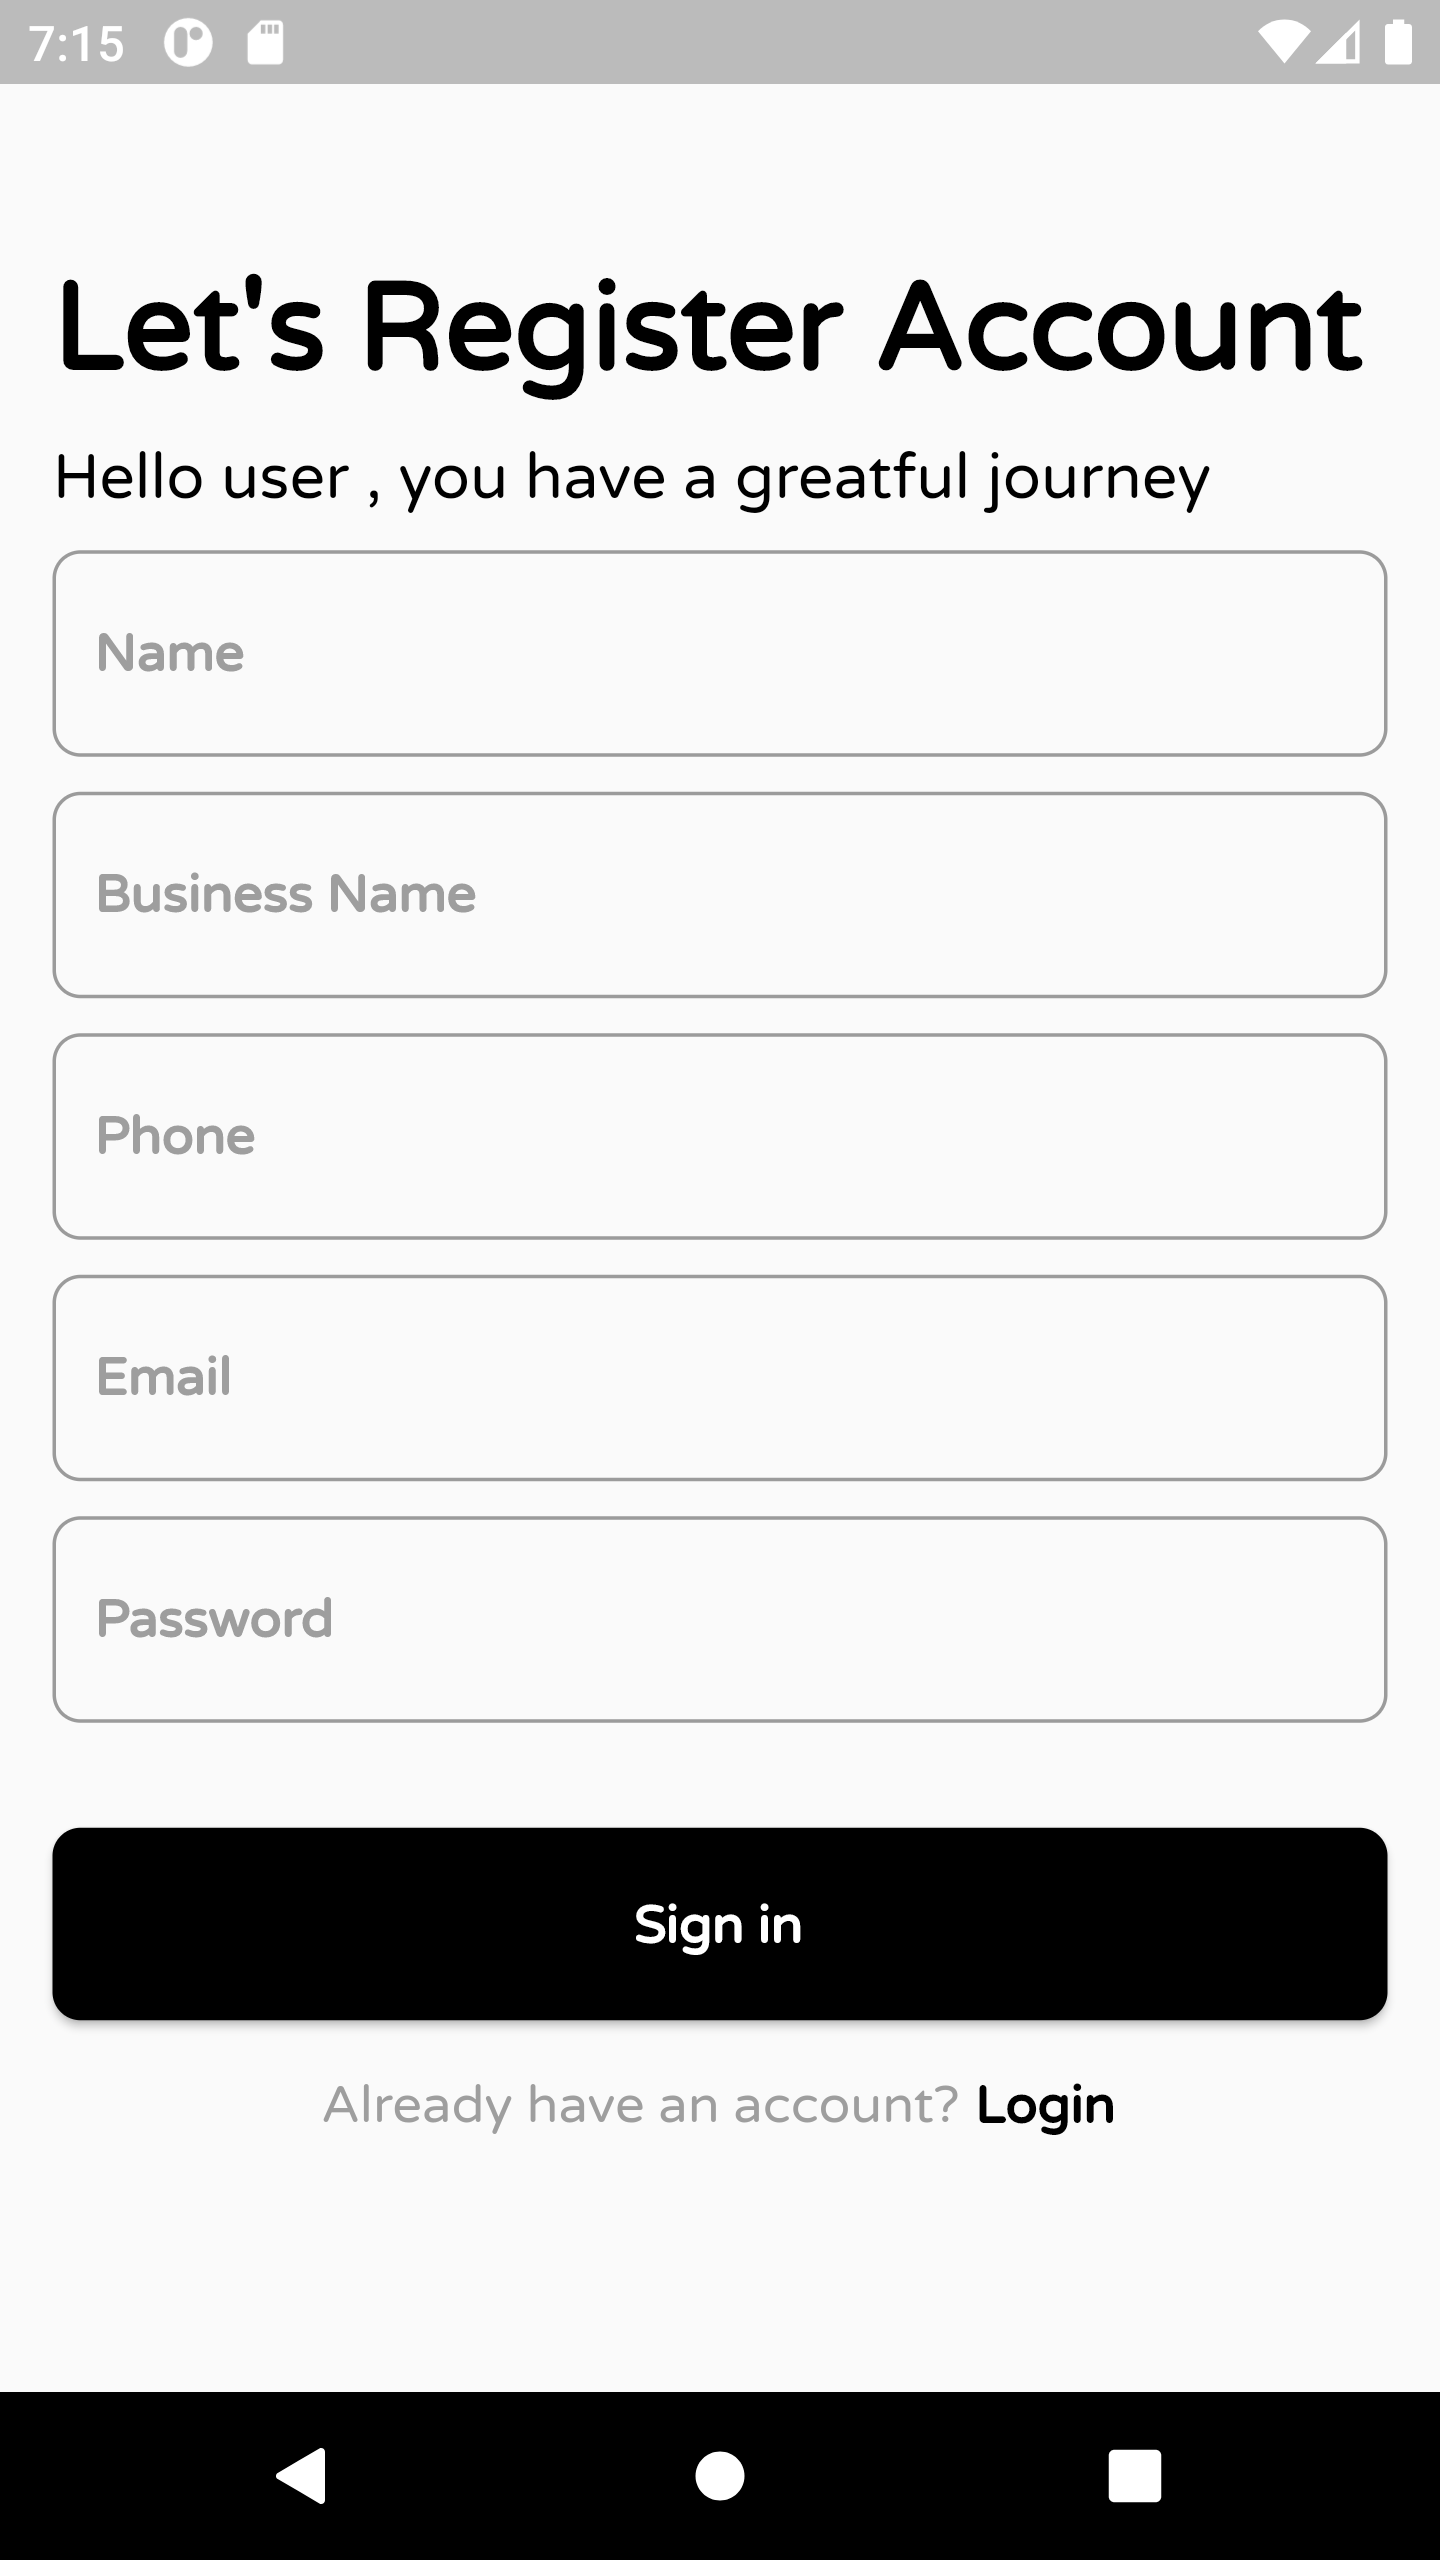 7:15
Let's Register Account
Hello user , you have a greatful journey
Name
Business Name
Phone
Email
Password
Sign in
Already have an account? Login